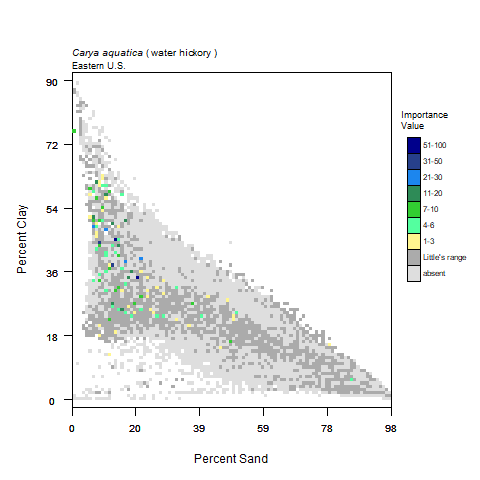 Carya aquatica ( water hickory )
Eastern U.S.
90
72
54
36
18
0
Percent Clay
0
20
39
59
78
98
Percent Sand
Importance
Value
51-100
31-50
21-30
11-20
7-10
4-6
1-3
Little's range
absent